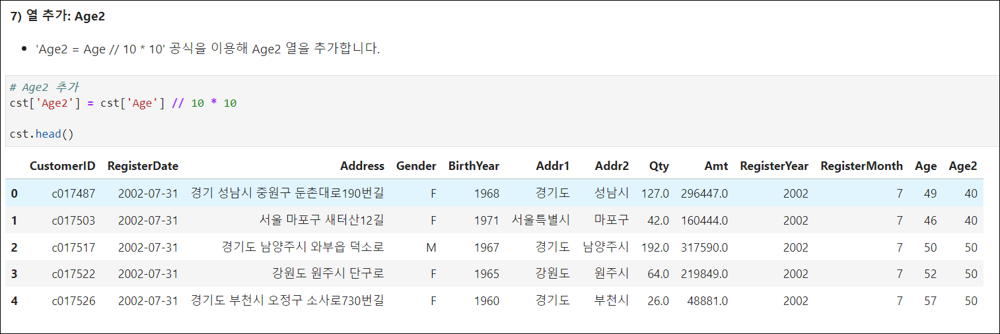 7) 열 추가: Age2
• 'Age2 = Age // 10 * 10' 공식을 이용해 Age2 열을 추가합니다.
# Age2 추가
cst['Age2'] = cst['Age'] // 10 * 10
cst.head()
CustomerID RegisterDate Address Gender BirthYear Addr1 Addr2 Qty Amt RegisterYear RegisterMonth Age Age2
0 c017487 2002-07-31 경기 성남시 중원구 둔촌대로190번길 F 1968 경기도 성남시 127.0 296447.0 2002 7 49 40
1 c017503 2002-07-31 서울 마포구 새터산12길 F 1971 서울특별시 마포구 42.0 160444.0 2002 7 46 40
2 c017517 2002-07-31 경기도 남양주시 와부읍 덕소로 M 1967 경기도 남양주시 192.0 317590.0 2002 7 50 50
3 c017522 2002-07-31 강원도 원주시 단구로 F 1965 강원도 원주시 64.0 219849.0 2002 7 52 50
4 c017526 2002-07-31 경기도 부천시 오정구 소사로730번길 F 1960 경기도 부천시 26.0 48881.0 2002 7 57 50